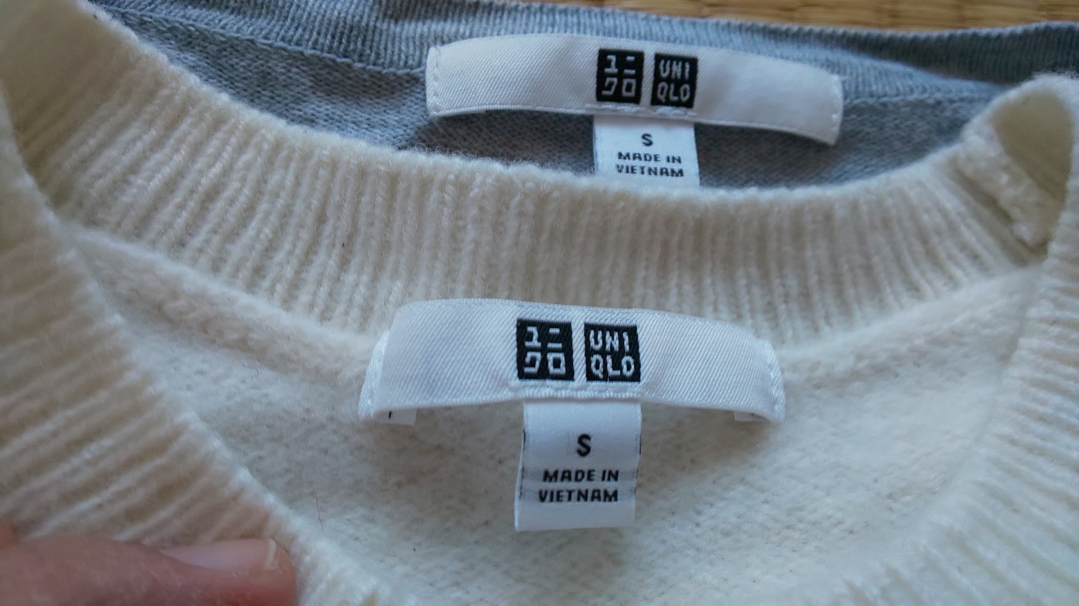 ユニ UNI
クロ QLO
S
MADE IN
VIETNAM
ユニ UNI
クロ QLO
S
MADE IN
VIETNAM